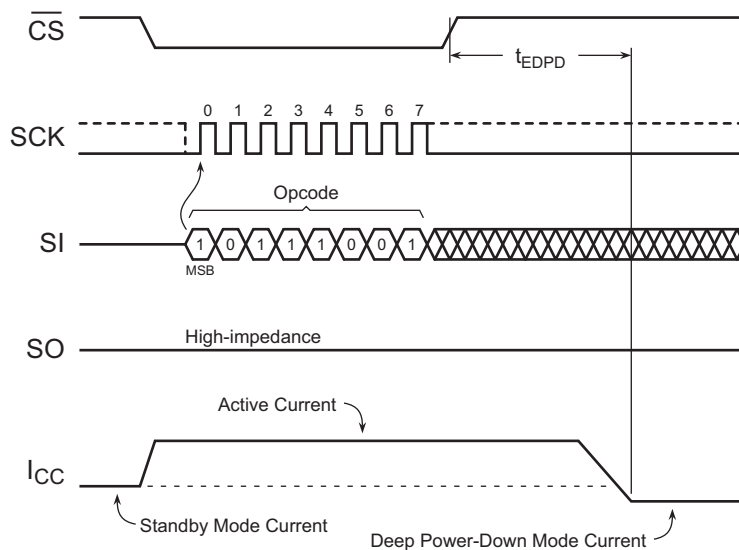 CS
tEDPD
0 1 2 3 4 5 6 7
SCK
Opcode
SI
1 0 1 1 1 0 0 1
MSB
High-impedance
SO
Active Current
ICC
Standby Mode Current
Deep Power-Down Mode Current